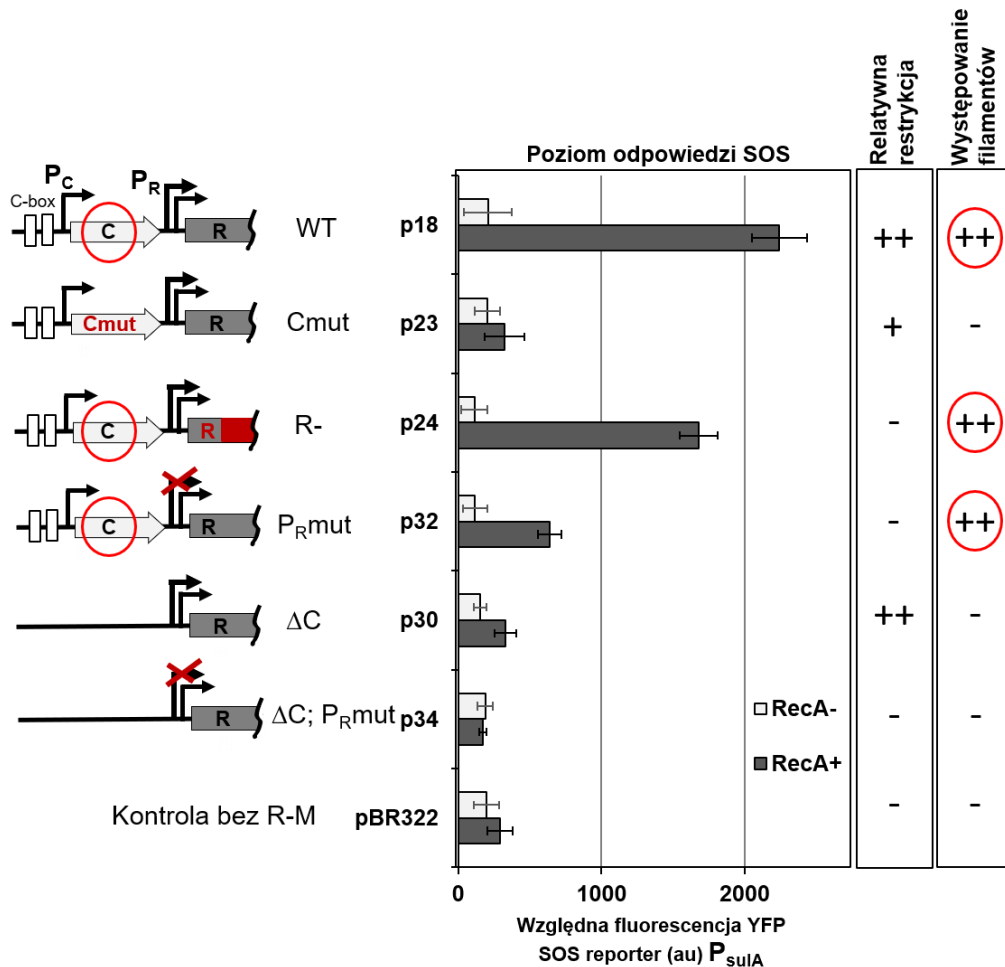 Relatywna
restrykcja
Występowanie
filamentów
Poziom odpowiedzi SOS
C-box PC PR
C R WT p18 ++ ++
Cmut R Cmut p23 + -
C R R- p24 - ++
C R PRmut p32 - ++
R ΔC p30 ++ -
R ΔC; PRmut p34 - -
Kontrola bez R-M pBR322 - -
RecA-
RecA+
0 1000 2000
Względna fluorescencja YFP
SOS reporter (au) PsulA